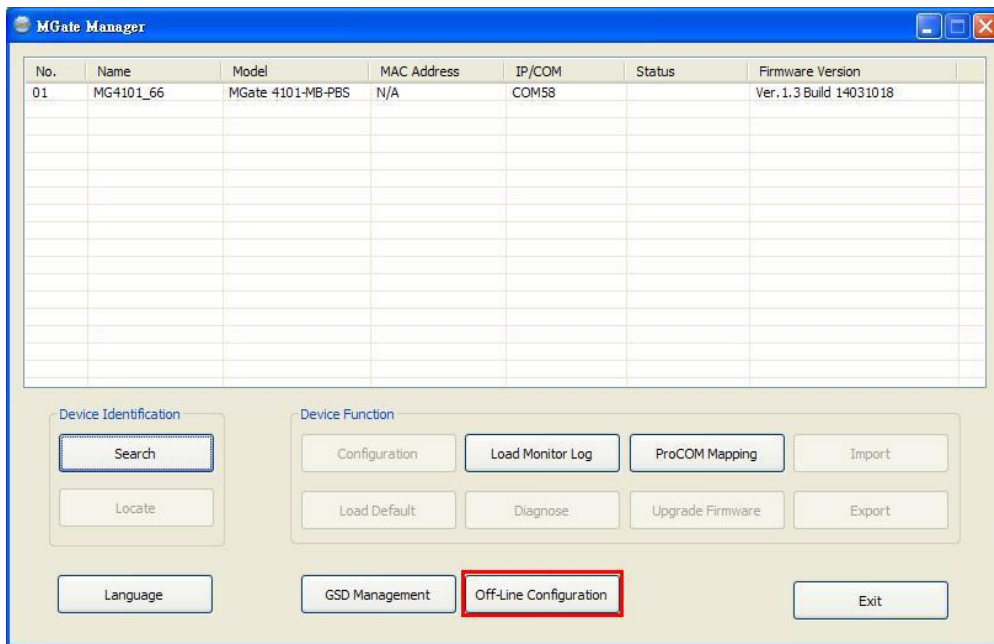 MGate Manager
No. Name Model MAC Address IP/COM Status Firmware Version
01 MG4101_66 MGate 4101-MB-PBS N/A COM58 Ver.1.3 Build 14031018
Device Identification
Search
Locate
Device Function
Configuration Load Monitor Log ProCOM Mapping Import
Load Default Diagnose Upgrade Firmware Export
Language GSD Management Off-Line Configuration Exit